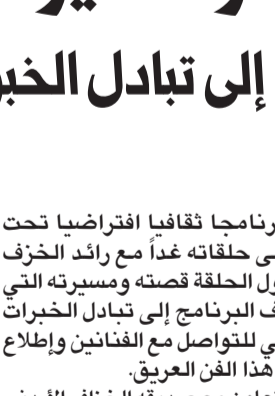 إلى تبادل الخبر
رنامجا ثقافيا افتراضيا تحت
حلقاته غداً مع رائد الخزف
ول الحلقة قصته ومسيرته التي
ف البرنامج إلى تبادل الخبرات
ي للتواصل مع الفنانين وإطلاع
هذا الفن العريق.